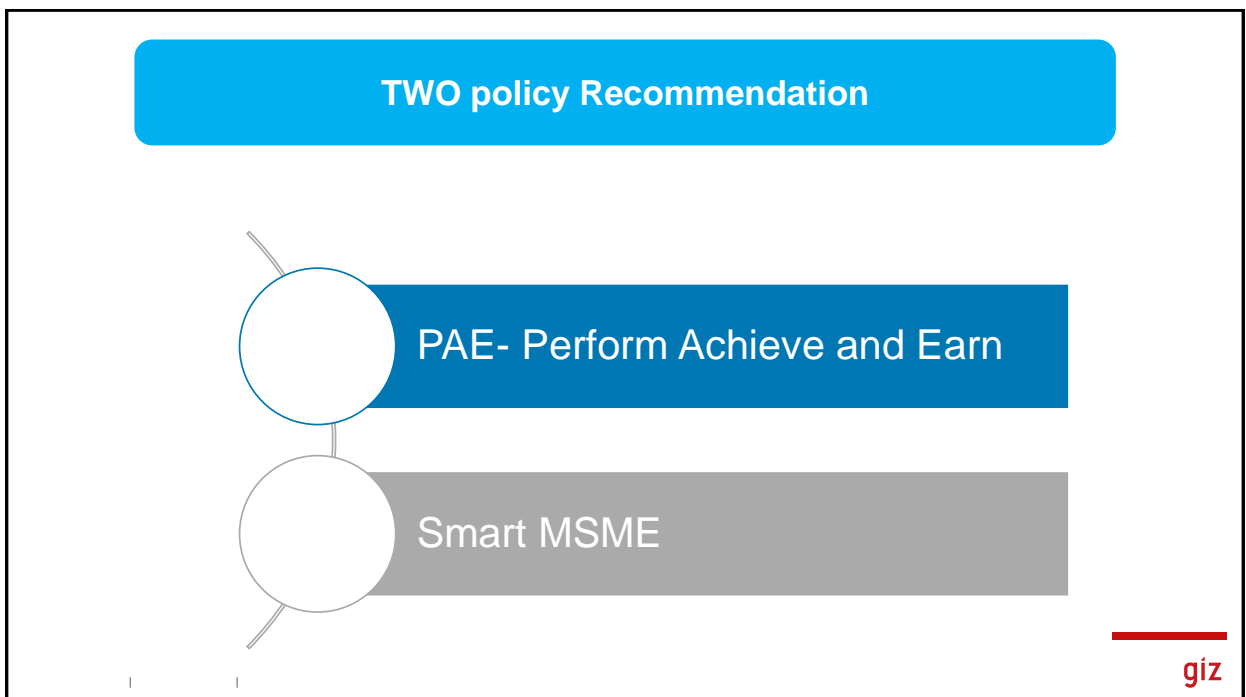 TWO policy Recommendation
PAE- Perform Achieve and Earn
Smart MSME
giz